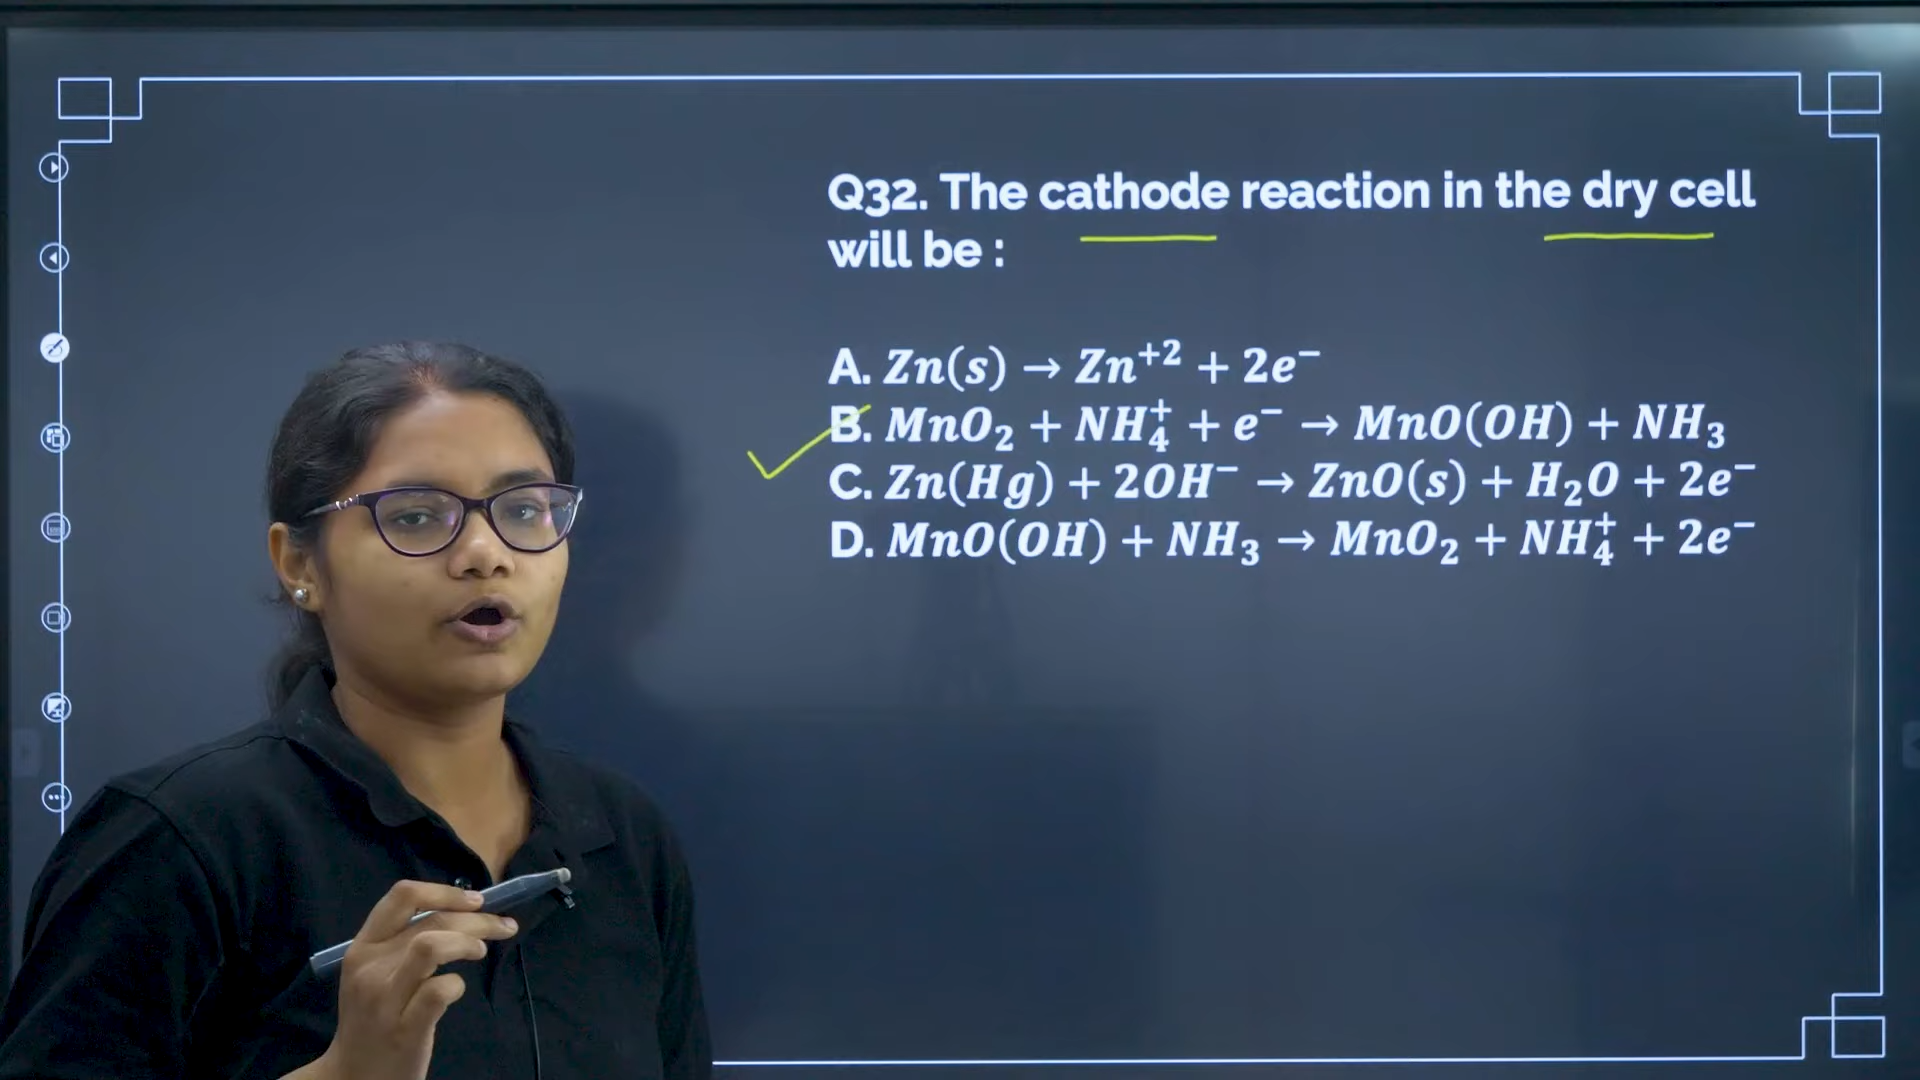 Q32. The cathode reaction in the dry cell
will be :
A. Zn(s) → Zn⁺² + 2e⁻
B. MnO₂ + NH₄⁺ + e⁻ → MnO(OH) + NH₃
C. Zn(Hg) + 2OH⁻ → ZnO(s) + H₂O + 2e⁻
D. MnO(OH) + NH₃ → MnO₂ + NH₄⁺ + 2e⁻